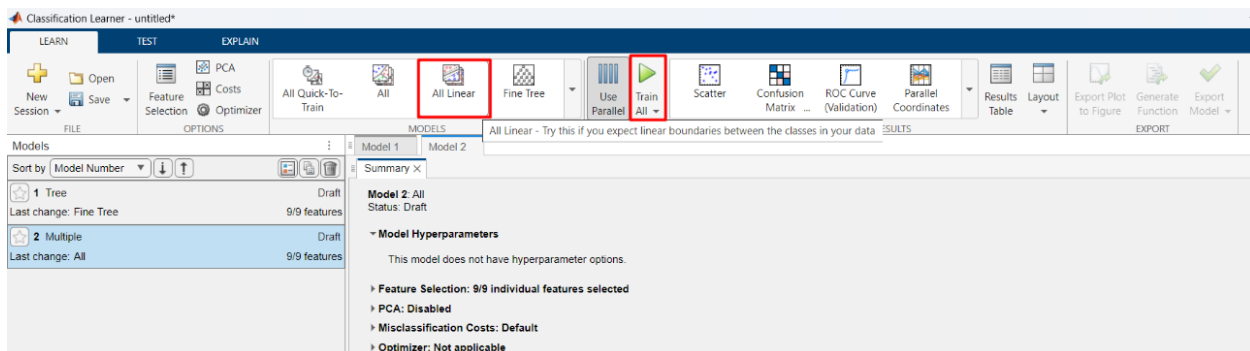 Classification Learner - untitled*
LEARN TEST EXPLAIN
New Session
Open
Save
Feature Selection
PCA
Costs
Optimizer
All Quick-To-Train
All
All Linear
Fine Tree
Use Parallel
Train All
Scatter
Confusion Matrix ...
ROC Curve (Validation)
Parallel Coordinates
Results Table
Layout
Export Plot to Figure
Generate Function
Export Model
FILE OPTIONS MODELS ESULTS EXPORT
All Linear - Try this if you expect linear boundaries between the classes in your data
Models
Model 1 Model 2
Sort by Model Number
Summary
1 Tree Draft
Last change: Fine Tree 9/9 features
2 Multiple Draft
Last change: All 9/9 features
Model 2: All
Status: Draft
Model Hyperparameters
This model does not have hyperparameter options.
Feature Selection: 9/9 individual features selected
PCA: Disabled
Misclassification Costs: Default
Optimizer: Not applicable